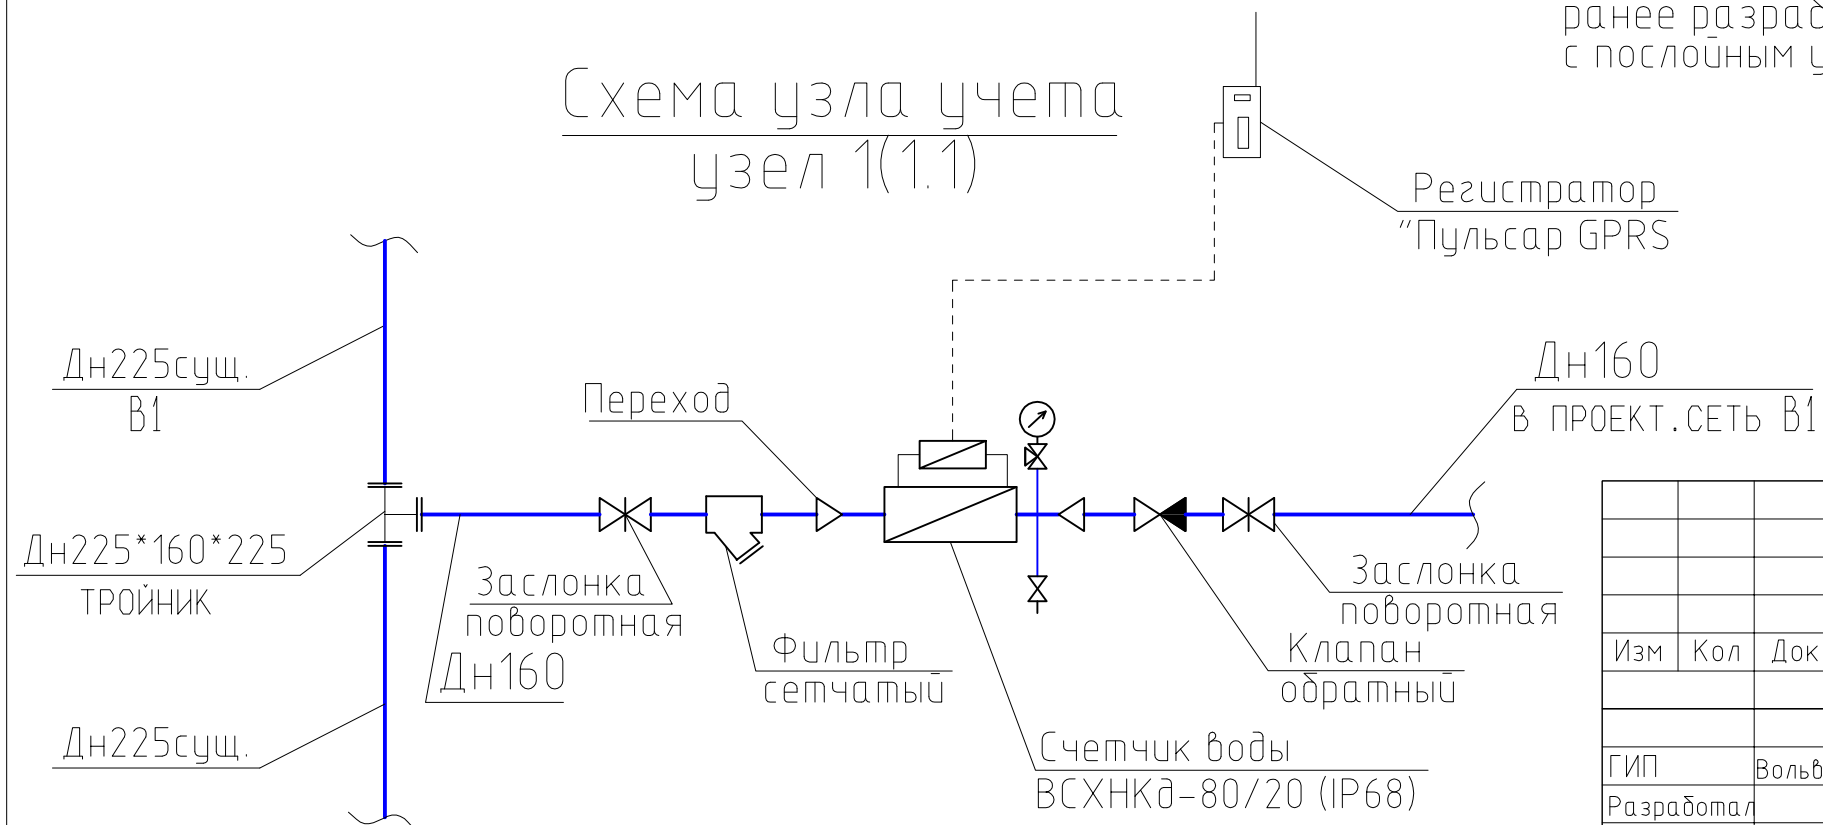 ранее
с послойным
Схема узла учета
узел 1(1.1)
Регистратор
"Пульсар GPRS
Дн225сущ.
В1
Переход
Дн160
в ПРОЕКТ.СЕТЬ В1
Дн225*160*225
ТРОЙНИК
Заслонка
поворотная
Дн160
Фильтр
сетчатый
Заслонка
поворотная
Клапан
обратный
Дн225сущ.
Счетчик воды
ВСХНКд-80/20 (IP68)
Изм Кол Док
ГИП
Разработал